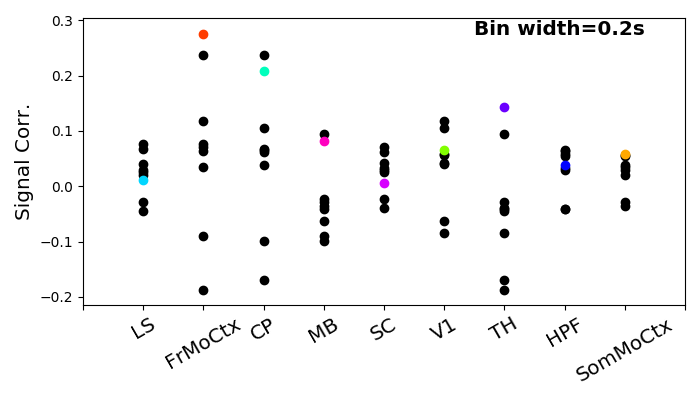 Bin width=0.2s
Signal Corr.
0.3
0.2
0.1
0.0
−0.1
−0.2
LS
FrMoCtx
CP
MB
SC
V1
TH
HPF
SomMoCtx